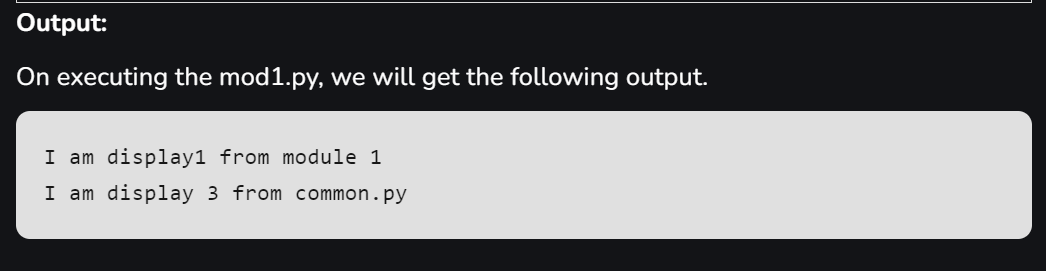 Output:
On executing the mod1.py, we will get the following output.
I am display1 from module 1
I am display 3 from common.py